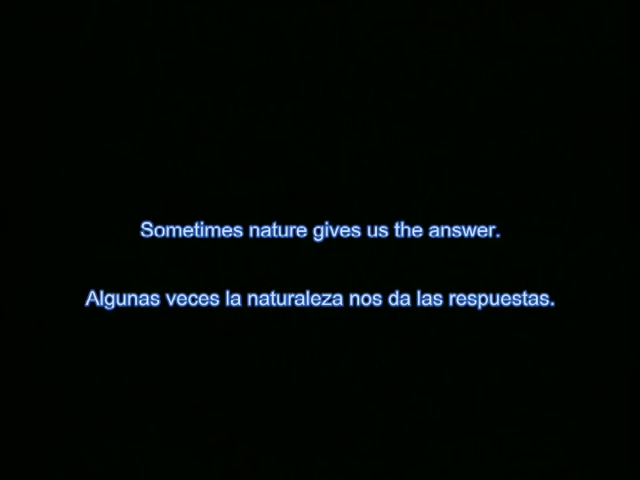 Sometimes nature gives us the answer.
Algunas veces la naturaleza nos da las respuestas.